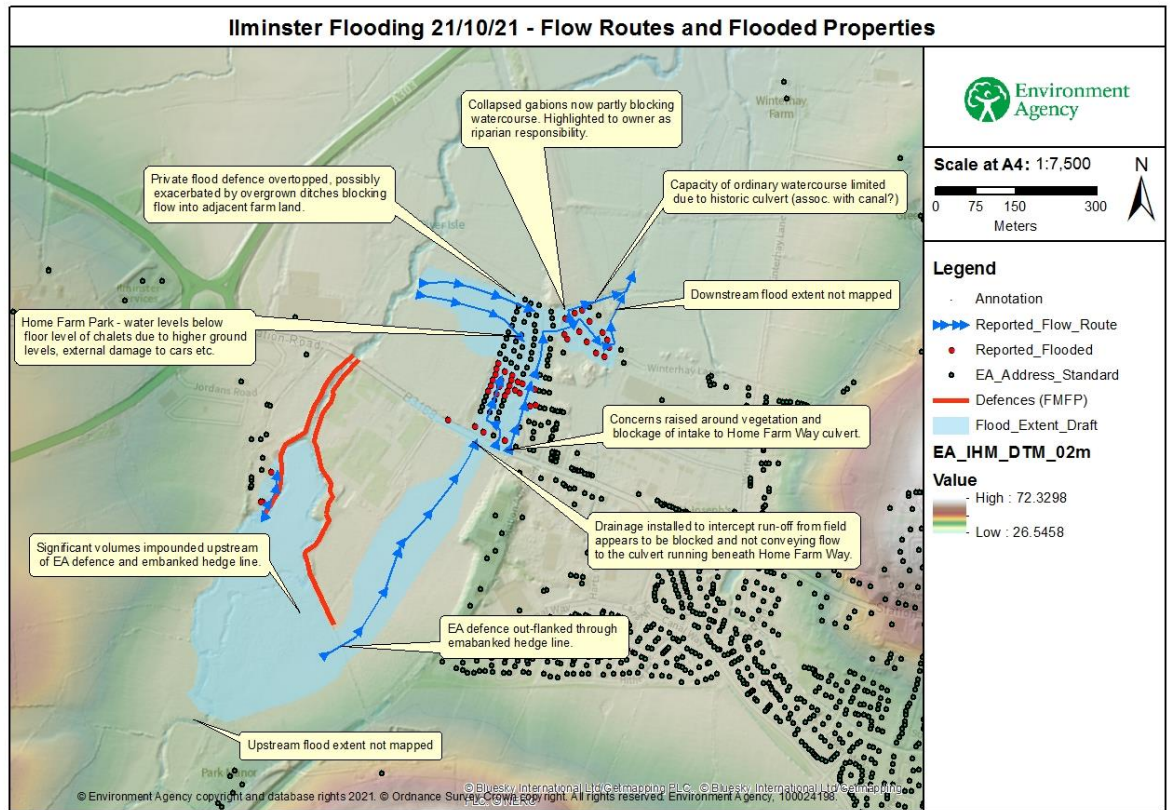 Ilminster Flooding 21/10/21 - Flow Routes and Flooded Properties
Collapsed gabions now partly blocking
watercourse. Highlighted to owner as
riparian responsibility.
Private flood defence overtopped, possibly
exacerbated by overgrown ditches blocking
flow into adjacent farm land.
Capacity of ordinary watercourse limited
due to historic culvert (assoc. with canal?)
Downstream flood extent not mapped
Home Farm Park - water levels below
floor level of chalets due to higher ground
levels, external damage to cars etc.
Concerns raised around vegetation and
blockage of intake to Home Farm Way culvert.
Drainage installed to intercept run-off from field
appears to be blocked and not conveying flow
to the culvert running beneath Home Farm Way.
Significant volumes impounded upstream
of EA defence and embanked hedge line.
EA defence out-flanked through
emabanked hedge line.
Upstream flood extent not mapped
A303
Winterhay
Farm
Isle
Jordans Road
Winterhay Lane
Winterhay Lane
Park Manor
© Environment Agency copyright and database rights 2021. © Ordnance Survey Crown copyright. All rights reserved. Environment Agency, 100024198.
© Bluesky International Ltd/Getmapping PLC. © Bluesky International Ltd/Getmapping
PLC. © NERC
Environment
Agency
Scale at A4: 1:7,500
N
0 75 150 300
Meters
Legend
Annotation
Reported_Flow_Route
Reported_Flooded
EA_Address_Standard
Defences (FMFP)
Flood_Extent_Draft
EA_IHM_DTM_02m
Value
High : 72.3298
Low : 26.5458